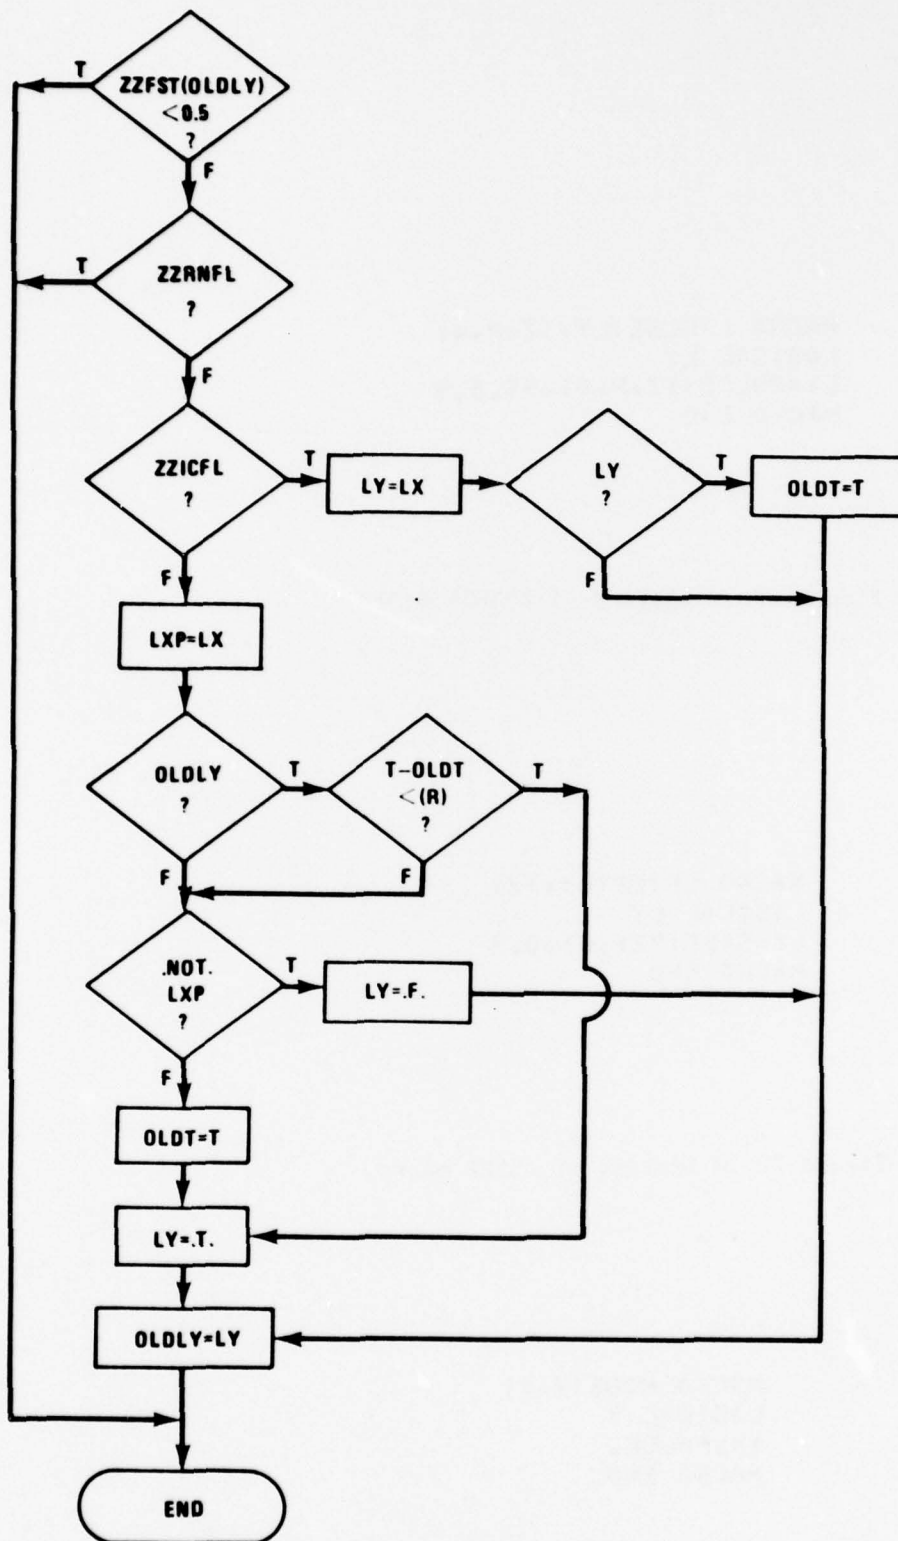 ZZFST(OLDLY)
<0.5
?
T
F
ZZRNFL
?
T
F
ZZICFL
?
T
LY=LX
LY
?
T
OLDT=T
F
F
LXP=LX
OLDLY
?
T
T-OLDT
<(R)
?
T
F
F
.NOT.
LXP
?
T
LY=.F.
F
OLDT=T
LY=.T.
OLDLY=LY
END